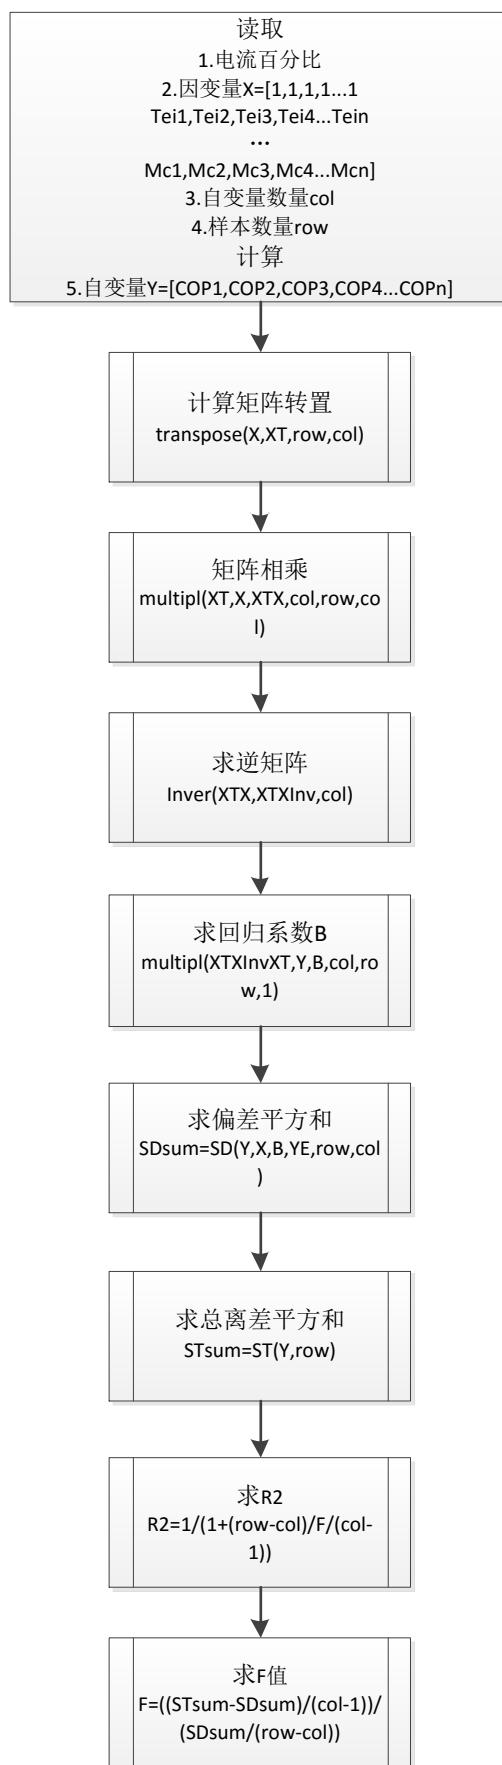 读取
1.电流百分比
2.因变量X=[1,1,1,1...1
Tei1,Tei2,Tei3,Tei4...Tein
...
Mc1,Mc2,Mc3,Mc4...Mcn]
3.自变量数量col
4.样本数量row
计算
5.自变量Y=[COP1,COP2,COP3,COP4...COPn]
计算矩阵转置
transpose(X,XT,row,col)
矩阵相乘
multipl(XT,X,XTX,col,row,co
l)
求逆矩阵
Inver(XTX,XTXInv,col)
求回归系数B
multipl(XTXInvXT,Y,B,col,ro
w,1)
求偏差平方和
SDsum=SD(Y,X,B,YE,row,col
)
求总离差平方和
STsum=ST(Y,row)
求R2
R2=1/(1+(row-col)/F/(col-
1))
求F值
F=((STsum-SDsum)/(col-1))/
(SDsum/(row-col))